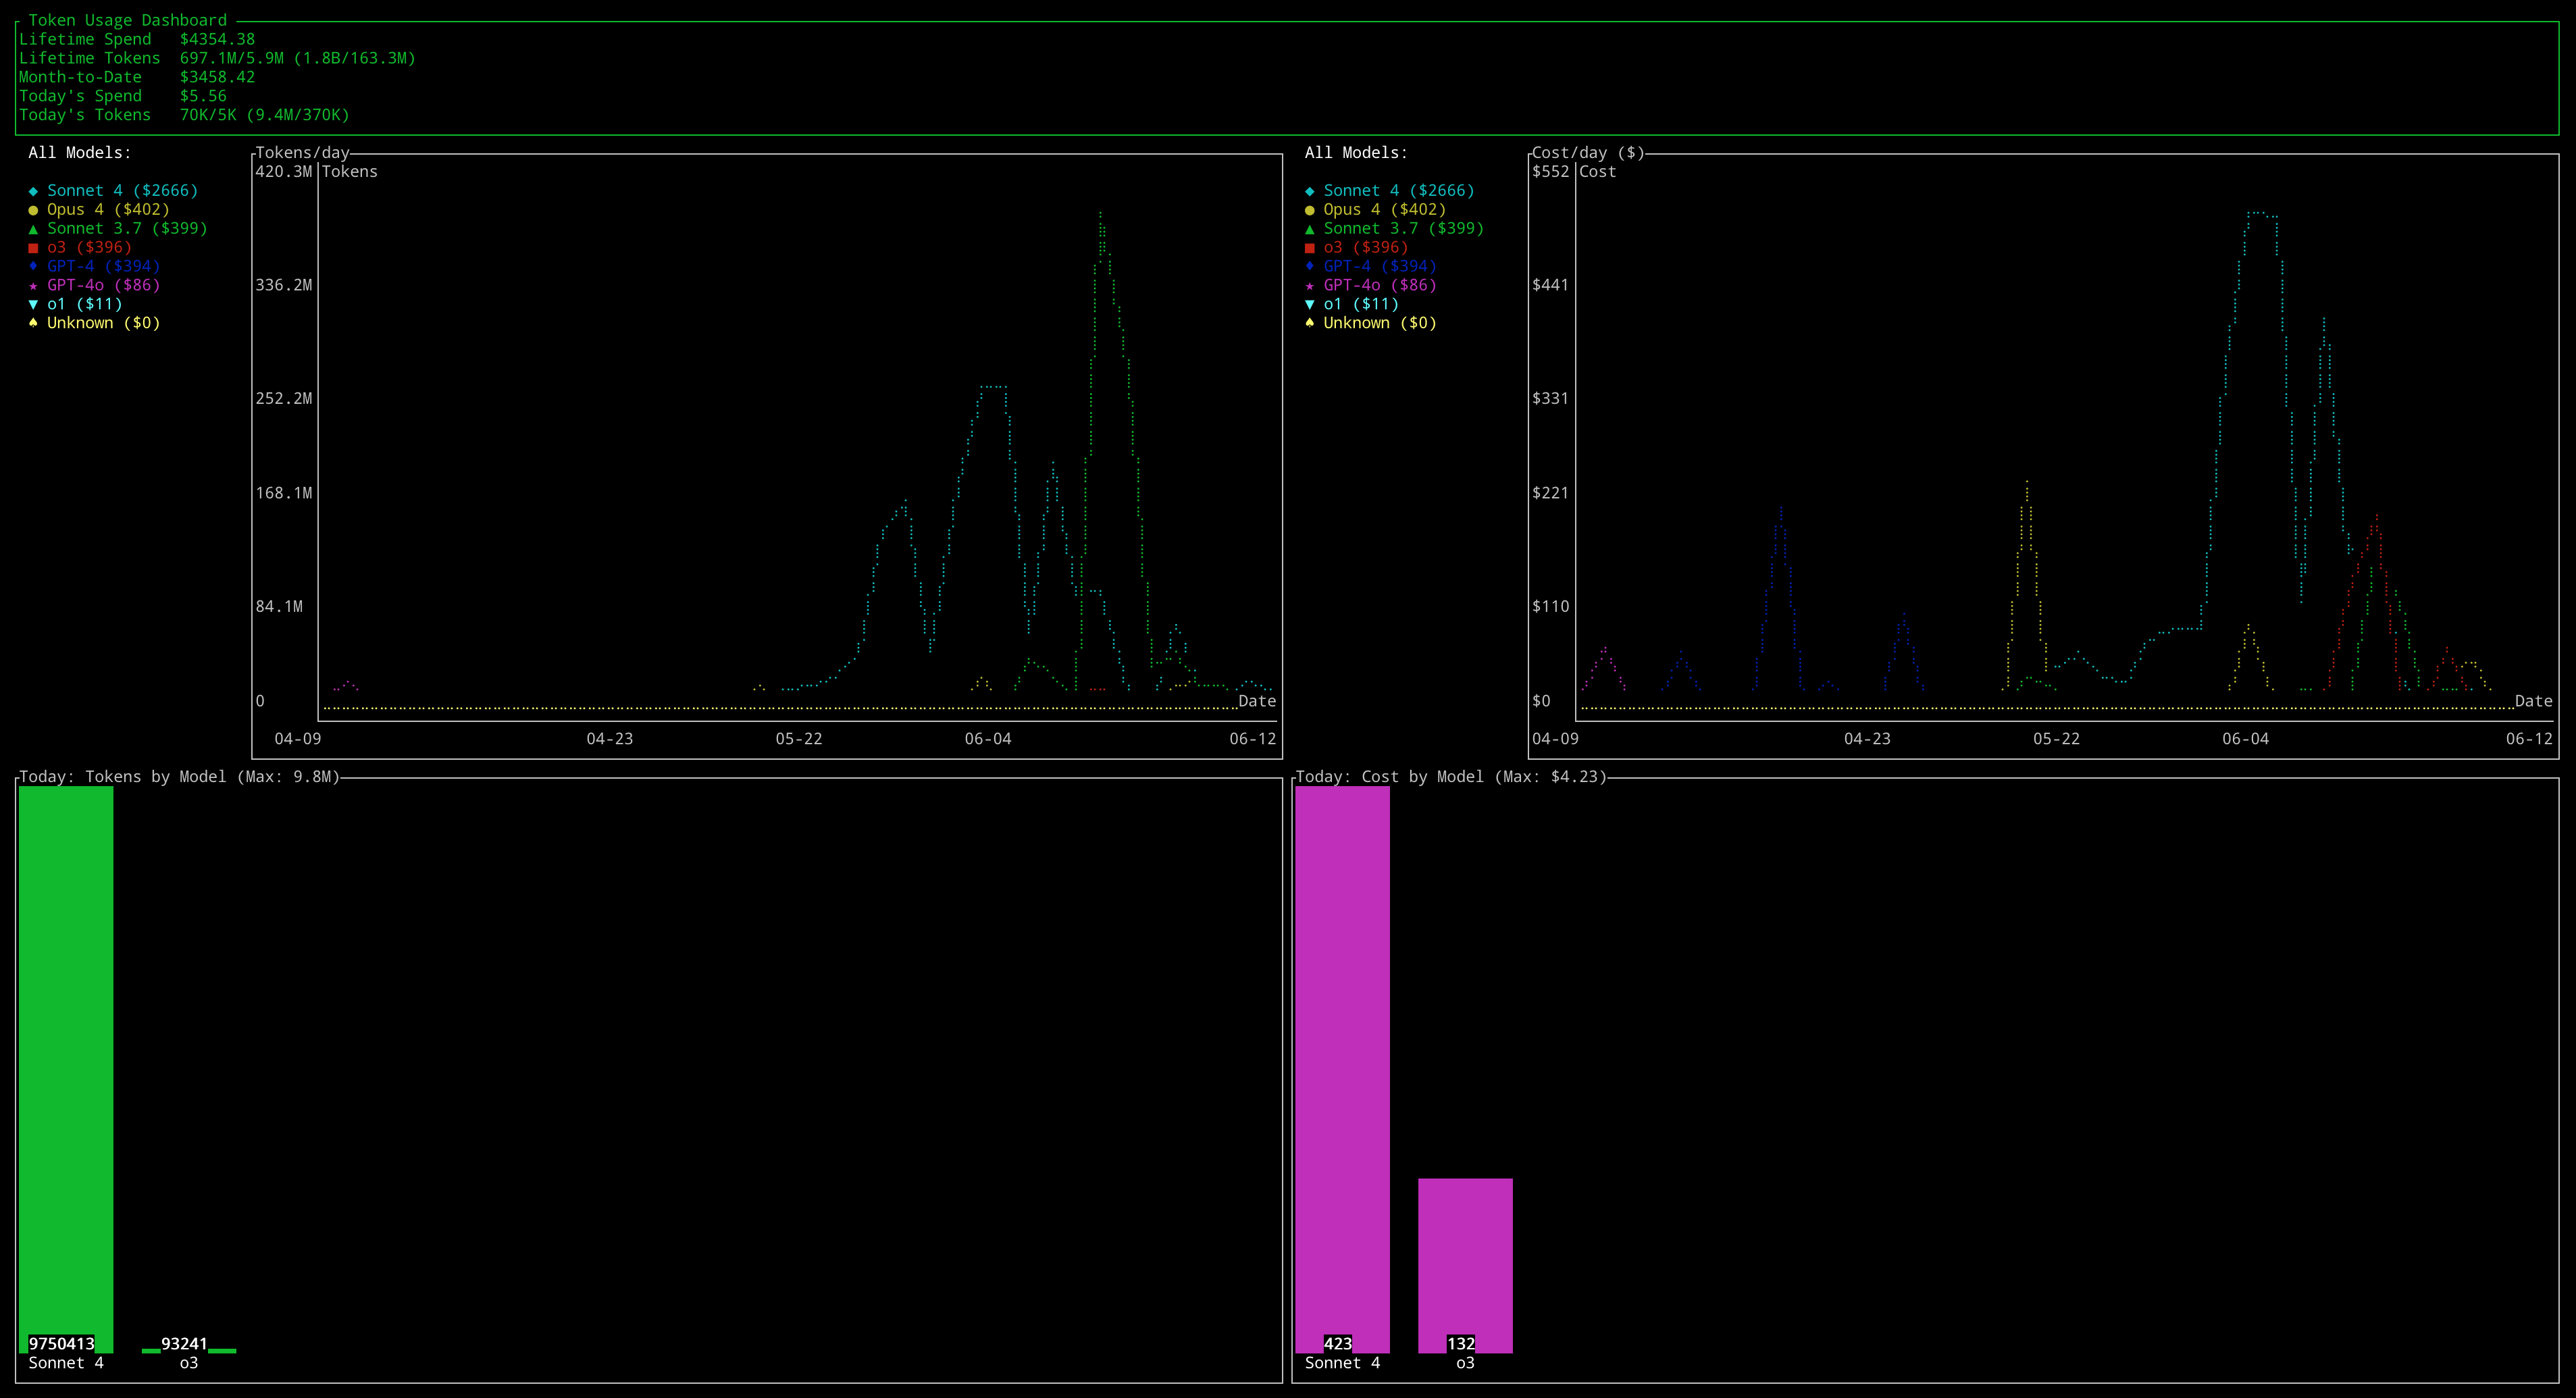 Token Usage Dashboard
Lifetime Spend $4354.38
Lifetime Tokens 697.1M/5.9M (1.8B/163.3M)
Month-to-Date $3458.42
Today's Spend $5.56
Today's Tokens 70K/5K (9.4M/370K)
All Models:
◆ Sonnet 4 ($2666)
● Opus 4 ($402)
▲ Sonnet 3.7 ($399)
■ o3 ($396)
♦ GPT-4 ($394)
★ GPT-4o ($86)
▼ o1 ($11)
♠ Unknown ($0)
Tokens/day
420.3M Tokens
336.2M
252.2M
168.1M
84.1M
0
Date
04-09 04-23 05-22 06-04 06-12
All Models:
◆ Sonnet 4 ($2666)
● Opus 4 ($402)
▲ Sonnet 3.7 ($399)
■ o3 ($396)
♦ GPT-4 ($394)
★ GPT-4o ($86)
▼ o1 ($11)
♠ Unknown ($0)
Cost/day ($)
$552 Cost
$441
$331
$221
$110
$0
Date
04-09 04-23 05-22 06-04 06-12
Today: Tokens by Model (Max: 9.8M)
9750413 93241
Sonnet 4 o3
Today: Cost by Model (Max: $4.23)
423 132
Sonnet 4 o3